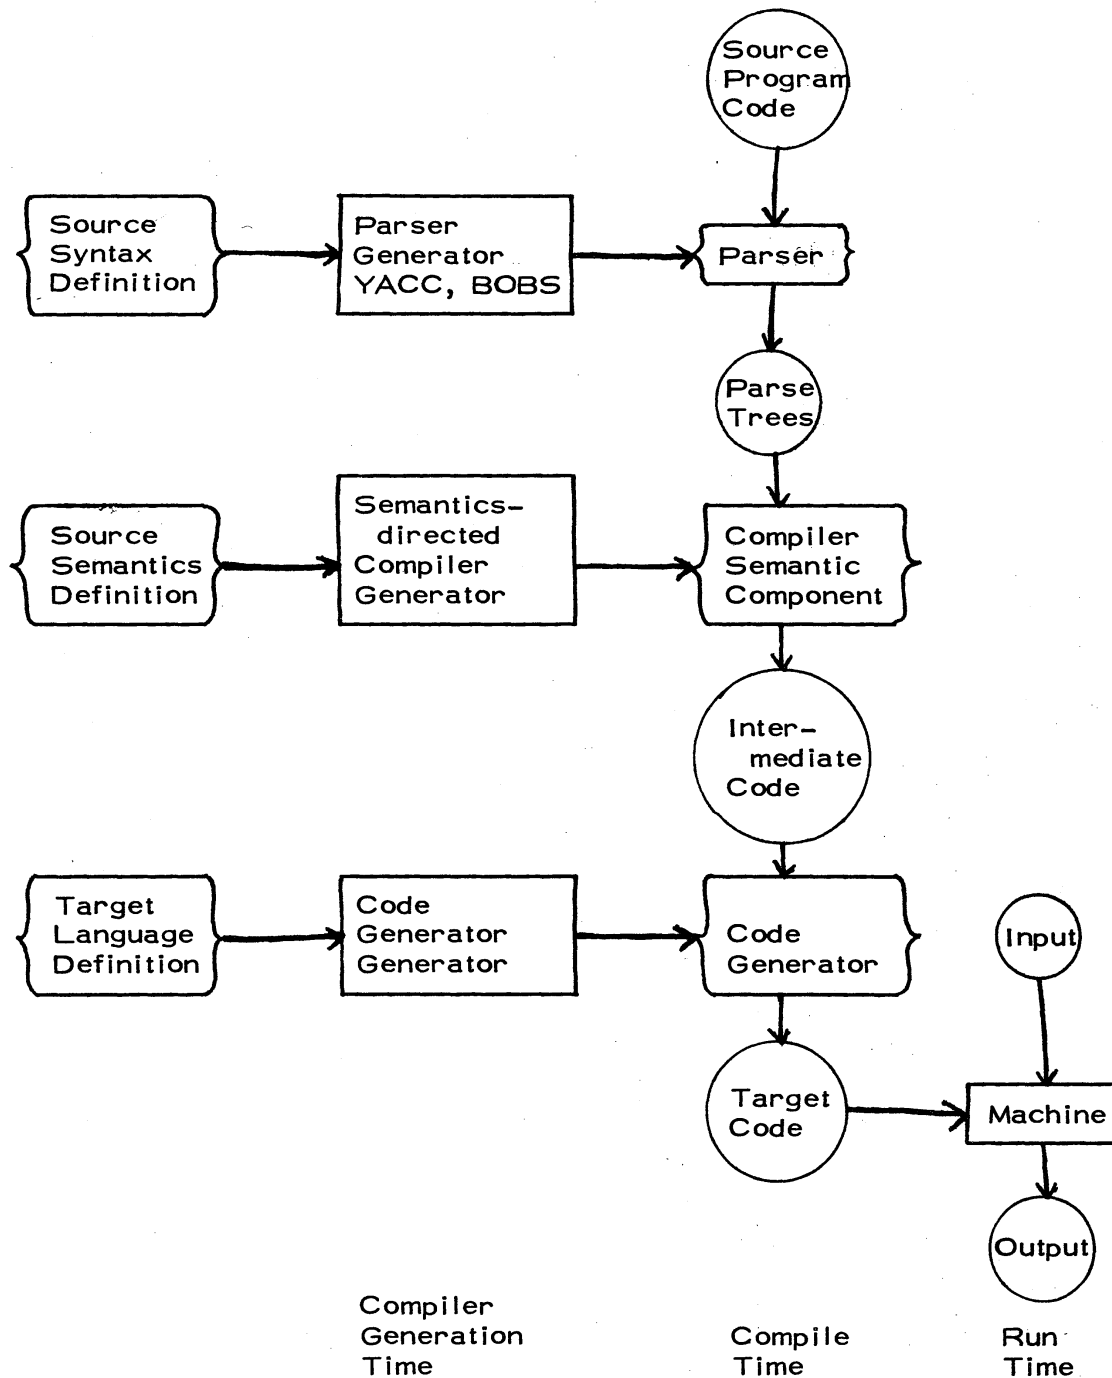 Source
Program
Code
Source
Syntax
Definition
Parser
Generator
YACC, BOBS
Parser
Parse
Trees
Source
Semantics
Definition
Semantics-
directed
Compiler
Generator
Compiler
Semantic
Component
Inter-
mediate
Code
Target
Language
Definition
Code
Generator
Generator
Code
Generator
Input
Target
Code
Machine
Output
Compiler
Generation
Time
Compile
Time
Run
Time